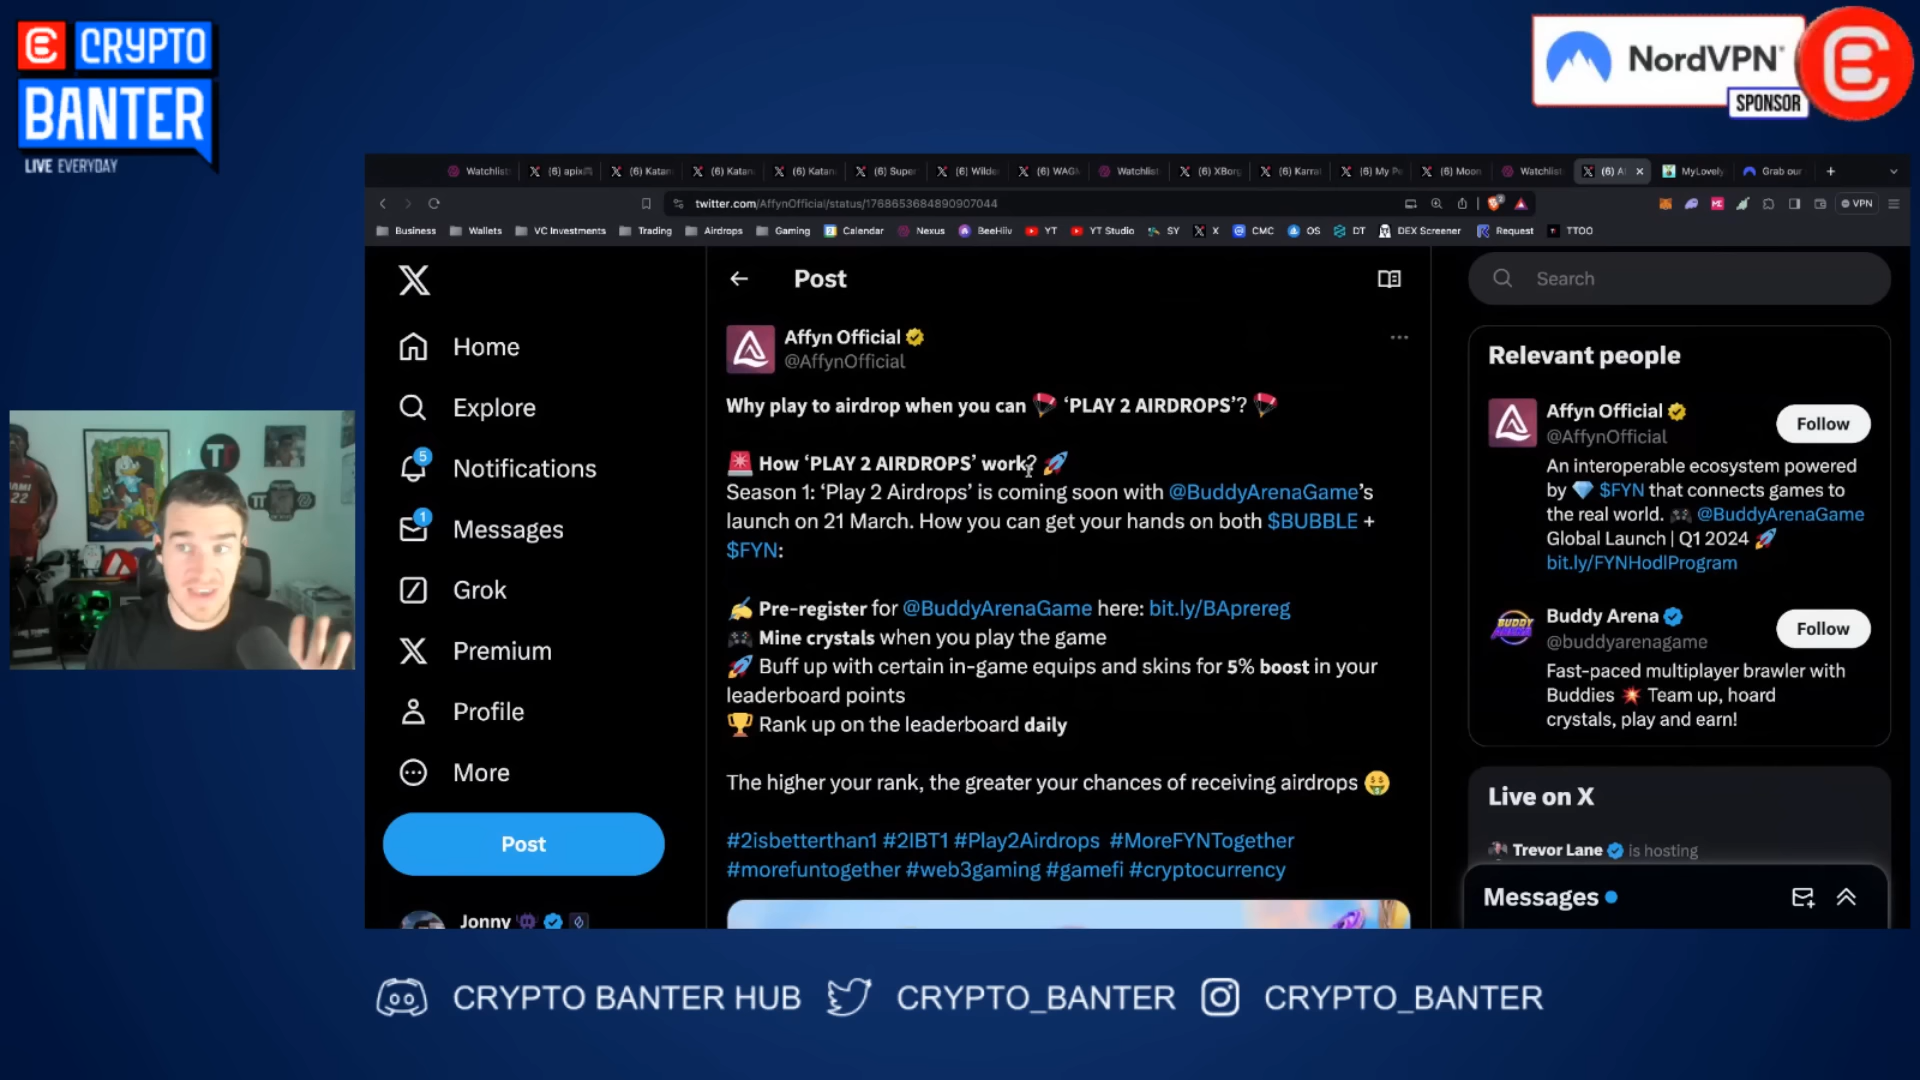 CRYPTO
BANTER
LIVE EVERYDAY
NordVPN
SPONSOR
Watchlist (6) apix (6) Katan (6) Katan (6) Katan (6) Super (6) Wilde (6) WAGM Watchlist (6) XBorg (6) Karra (6) My Pe (6) Moon Watchlist (6) A MyLovely Grab our
twitter.com/AffynOfficial/status/1768653684890907044
VPN
Business Wallets VC Investments Trading Airdrops Gaming Calendar Nexus BeeHiiv YT YT Studio SY X CMC OS DT DEX Screener Request TTOO
Home
Explore
5
Notifications
1
Messages
Grok
Premium
Profile
More
Post
Jonny
Post
Affyn Official
@AffynOfficial
Why play to airdrop when you can 🪂 ‘PLAY 2 AIRDROPS’? 🪂
🚨 How ‘PLAY 2 AIRDROPS’ work? 🚀
Season 1: ‘Play 2 Airdrops’ is coming soon with @BuddyArenaGame’s
launch on 21 March. How you can get your hands on both $BUBBLE +
$FYN:
✍️ Pre-register for @BuddyArenaGame here: bit.ly/BAprereg
🎮 Mine crystals when you play the game
🚀 Buff up with certain in-game equips and skins for 5% boost in your
leaderboard points
🏆 Rank up on the leaderboard daily
The higher your rank, the greater your chances of receiving airdrops 🤑
#2isbetterthan1 #2IBT1 #Play2Airdrops #MoreFYNTogether
#morefuntogether #web3gaming #gamefi #cryptocurrency
Search
Relevant people
Affyn Official
@AffynOfficial
Follow
An interoperable ecosystem powered
by 💎 $FYN that connects games to
the real world. 🎮 @BuddyArenaGame
Global Launch | Q1 2024 🚀
bit.ly/FYNHodlProgram
Buddy Arena
@buddyarenagame
Follow
Fast-paced multiplayer brawler with
Buddies 💥 Team up, hoard
crystals, play and earn!
Live on X
Trevor Lane is hosting
Messages
CRYPTO BANTER HUB CRYPTO_BANTER CRYPTO_BANTER